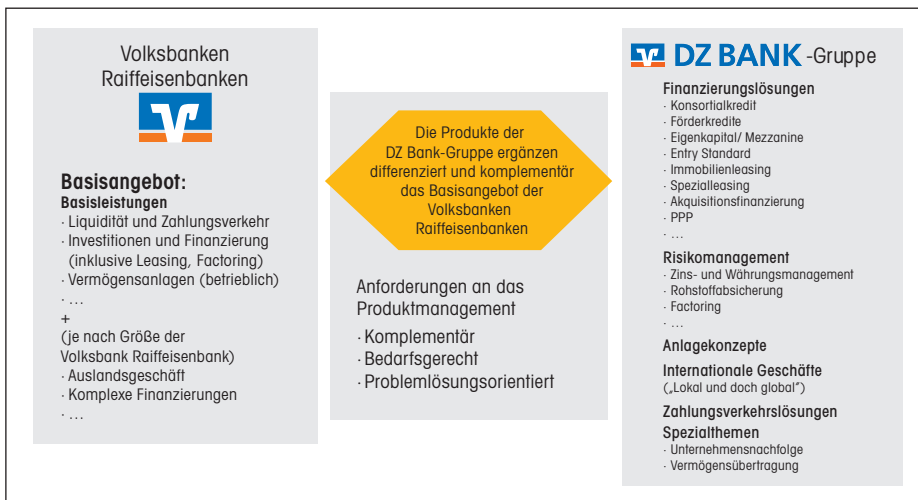 Volksbanken
Raiffeisenbanken
Basisangebot:
Basisleistungen
· Liquidität und Zahlungsverkehr
· Investitionen und Finanzierung
(inklusive Leasing, Factoring)
· Vermögensanlagen (betrieblich)
· ...
+
(je nach Größe der
Volksbank Raiffeisenbank)
· Auslandsgeschäft
· Komplexe Finanzierungen
· ...
Die Produkte der
DZ Bank-Gruppe ergänzen
differenziert und komplementär
das Basisangebot der
Volksbanken
Raiffeisenbanken
Anforderungen an das
Produktmanagement
· Komplementär
· Bedarfsgerecht
· Problemlösungsorientiert
DZ BANK -Gruppe
Finanzierungslösungen
· Konsortialkredit
· Förderkredite
· Eigenkapital/ Mezzanine
· Entry Standard
· Immobilienleasing
· Spezialleasing
· Akquisitionsfinanzierung
· PPP
· ...
Risikomanagement
· Zins- und Währungsmanagement
· Rohstoffabsicherung
· Factoring
· ...
Anlagekonzepte
Internationale Geschäfte
(„Lokal und doch global“)
Zahlungsverkehrslösungen
Spezialthemen
· Unternehmensnachfolge
· Vermögensübertragung